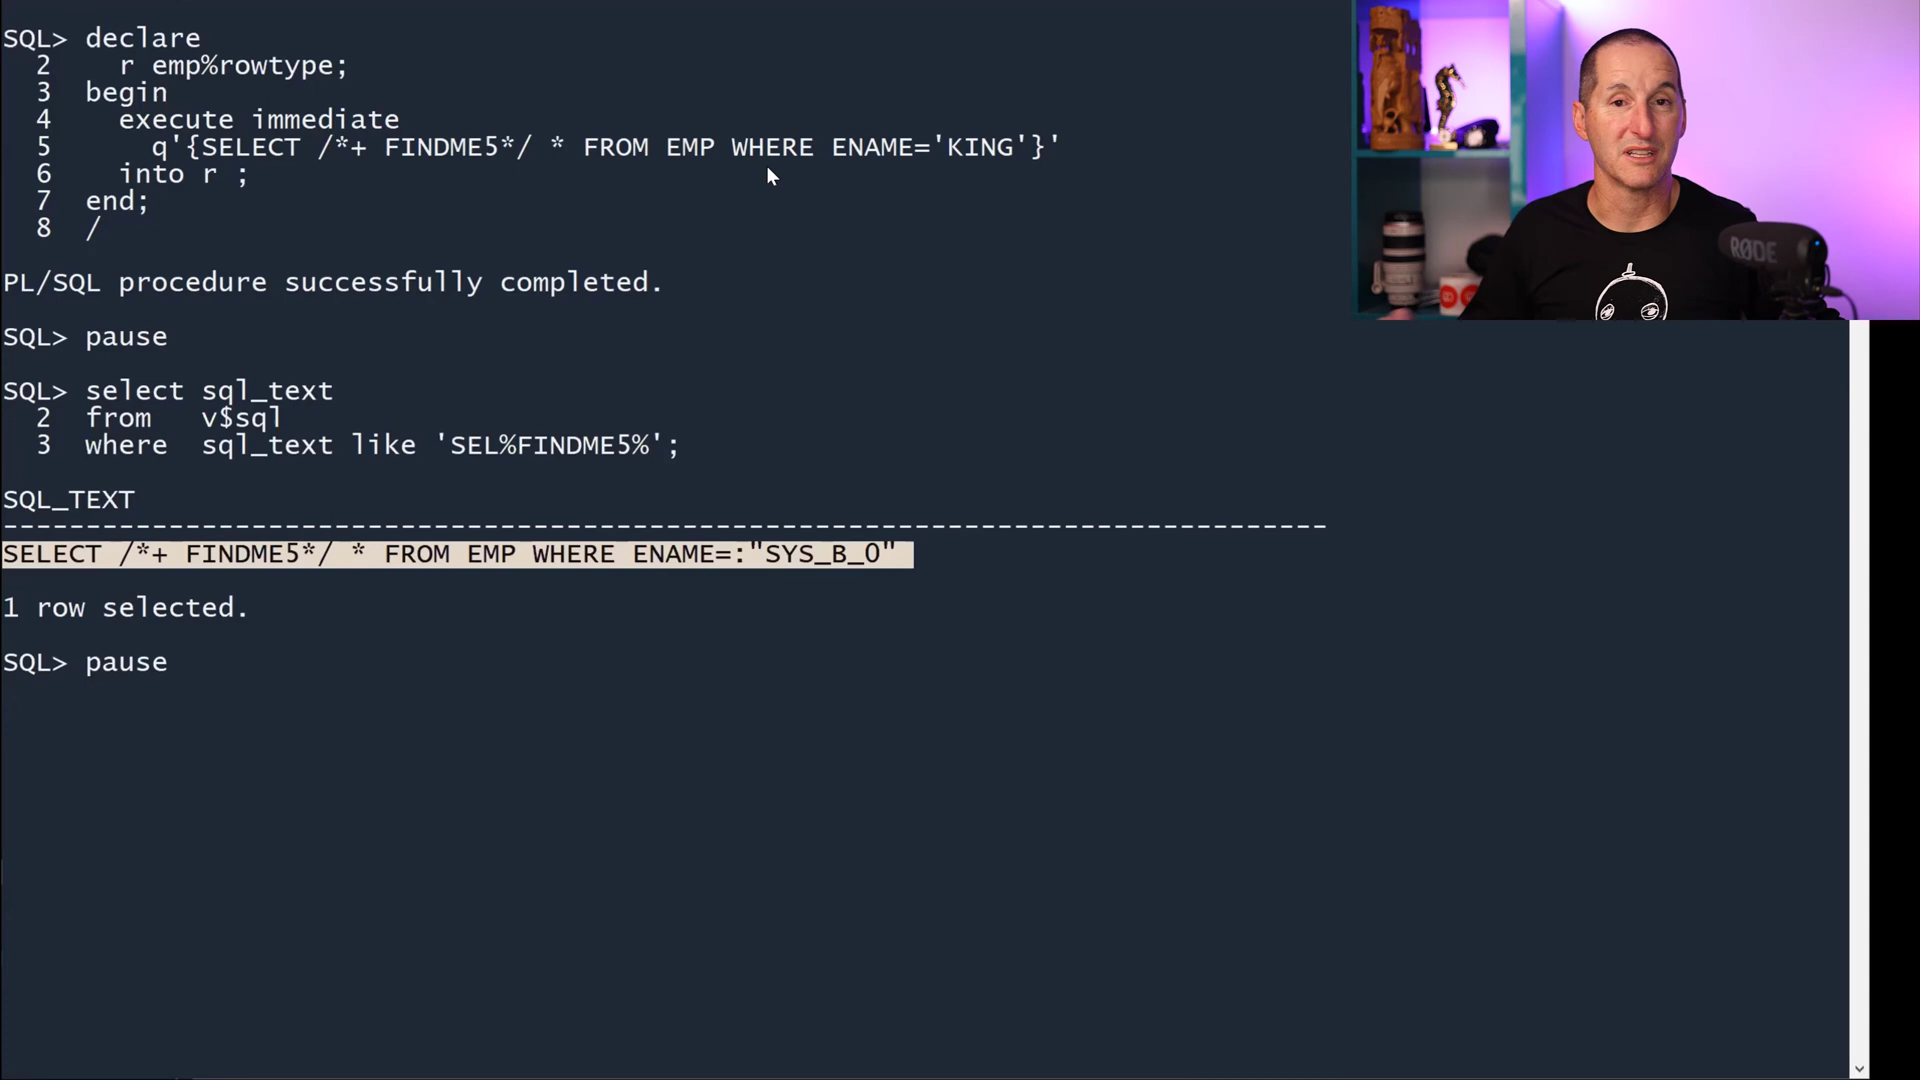 SQL> declare
2 r emp%rowtype;
3 begin
4 execute immediate
5 q'{SELECT /*+ FINDME5*/ * FROM EMP WHERE ENAME='KING'}'
6 into r ;
7 end;
8 /
PL/SQL procedure successfully completed.
SQL> pause
SQL> select sql_text
2 from v$sql
3 where sql_text like 'SEL%FINDME5%';
SQL_TEXT
--------------------------------------------------------------------------------
SELECT /*+ FINDME5*/ * FROM EMP WHERE ENAME=:"SYS_B_0"
1 row selected.
SQL> pause
RØDE